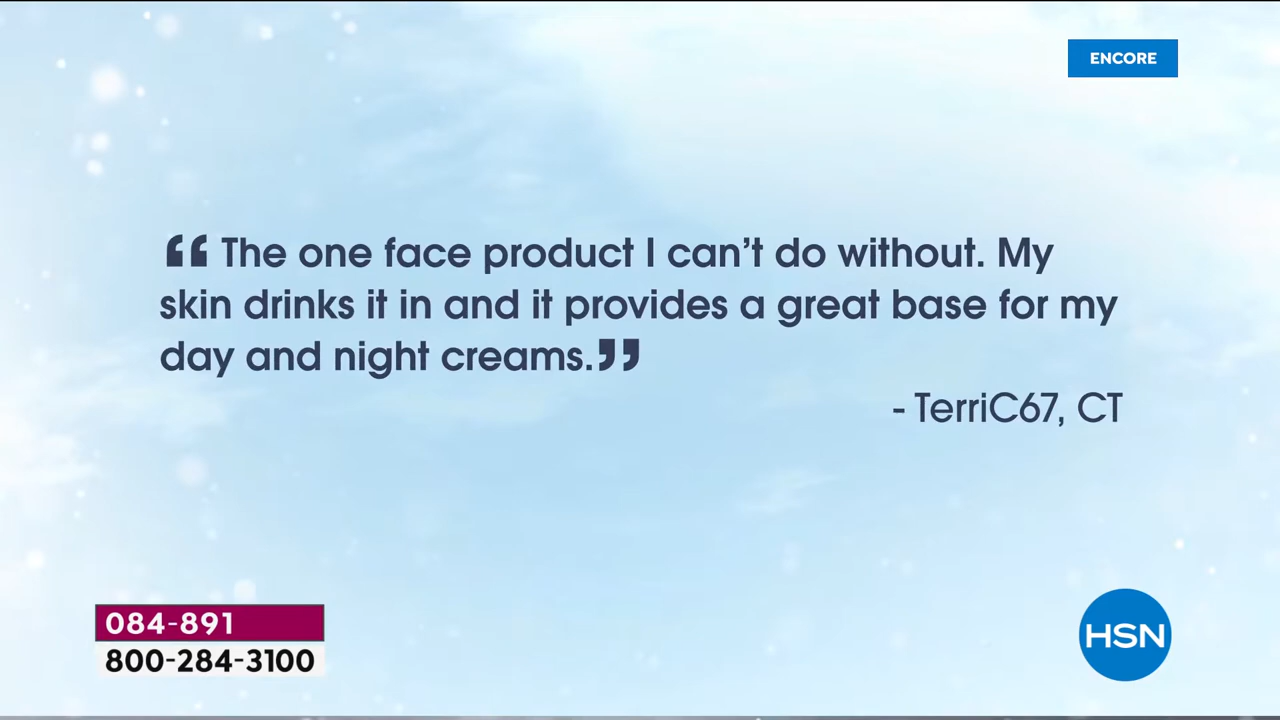 ENCORE
“The one face product I can’t do without. My
skin drinks it in and it provides a great base for my
day and night creams.”
- TerriC67, CT
084-891
800-284-3100
HSN